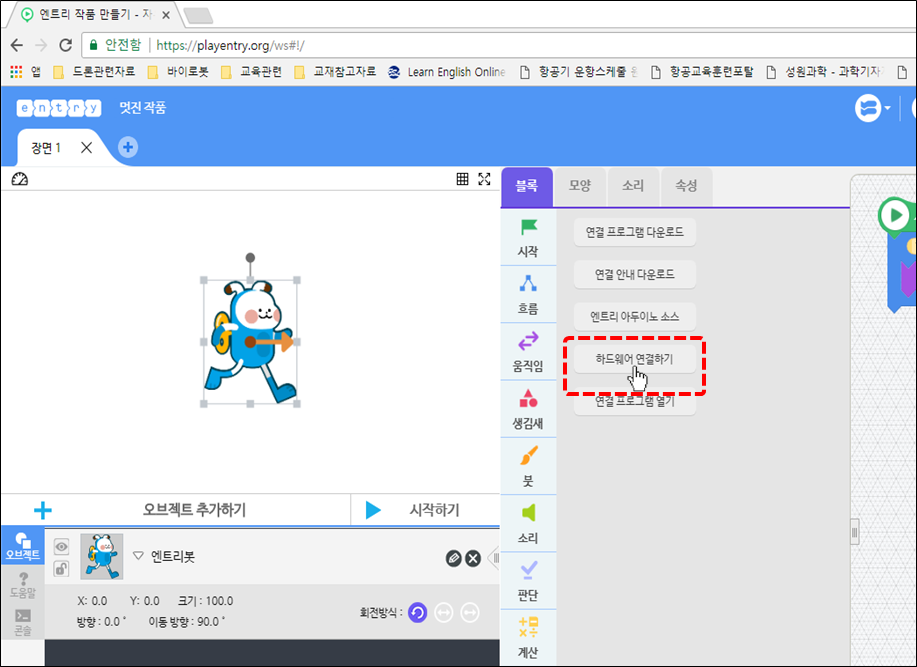 엔트리 작품 만들기 - 자
안전함 https://playentry.org/ws#!/
앱 드론관련자료 바이로봇 교육관련 교재참고자료 Learn English Online 항공기 운항스케줄 항공교육훈련포탈 성원과학 - 과학기자
entry 멋진 작품
장면 1
블록 모양 소리 속성
시작
흐름
움직임
생김새
붓
소리
판단
계산
연결 프로그램 다운로드
연결 안내 다운로드
엔트리 아두이노 소스
하드웨어 연결하기
연결 프로그램 열기
오브젝트 추가하기 시작하기
오브젝트
도움말
콘솔
엔트리봇
X: 0.0 Y: 0.0 크기 : 100.0
방향 : 0.0 ˚ 이동 방향 : 90.0 ˚
회전방식 :